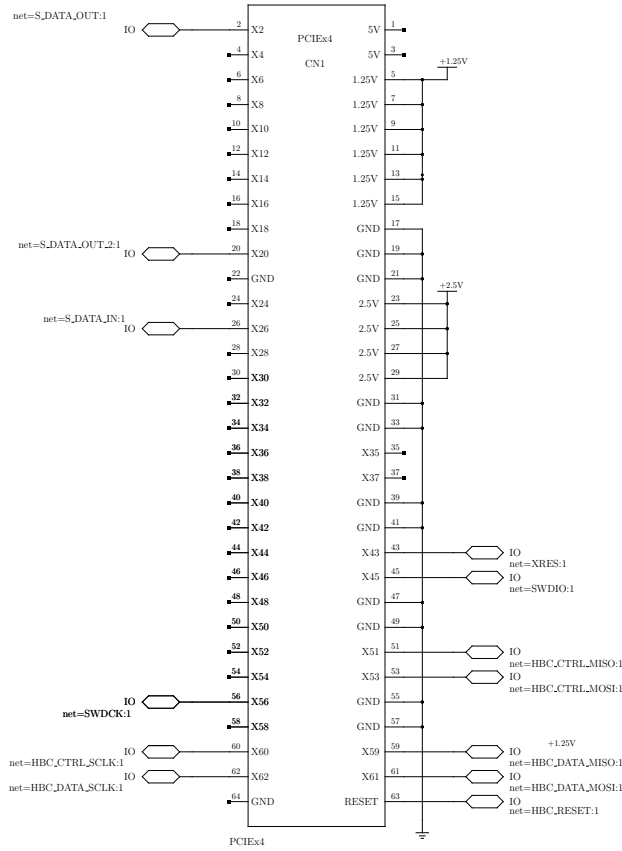 net=S_DATA_OUT:1
IO 2 X2 5V 1
PCIEx4
4 X4 5V 3
CN1
+1.25V
6 X6 1.25V 5
8 X8 1.25V 7
10 X10 1.25V 9
12 X12 1.25V 11
14 X14 1.25V 13
16 X16 1.25V 15
18 X18 GND 17
net=S_DATA_OUT_2:1
IO 20 X20 GND 19
22 GND GND 21
+2.5V
24 X24 2.5V 23
net=S_DATA_IN:1
IO 26 X26 2.5V 25
28 X28 2.5V 27
30 X30 2.5V 29
32 X32 GND 31
34 X34 GND 33
36 X36 X35 35
38 X38 X37 37
40 X40 GND 39
42 X42 GND 41
44 X44 X43 43 IO
net=XRES:1
46 X46 X45 45 IO
net=SWDIO:1
48 X48 GND 47
50 X50 GND 49
52 X52 X51 51 IO
net=HBC_CTRL_MISO:1
54 X54 X53 53 IO
net=HBC_CTRL_MOSI:1
IO 56 X56 GND 55
net=SWDCK:1
58 X58 GND 57
+1.25V
IO 60 X60 X59 59 IO
net=HBC_CTRL_SCLK:1 net=HBC_DATA_MISO:1
IO 62 X62 X61 61 IO
net=HBC_DATA_SCLK:1 net=HBC_DATA_MOSI:1
64 GND RESET 63 IO
net=HBC_RESET:1
PCIEx4